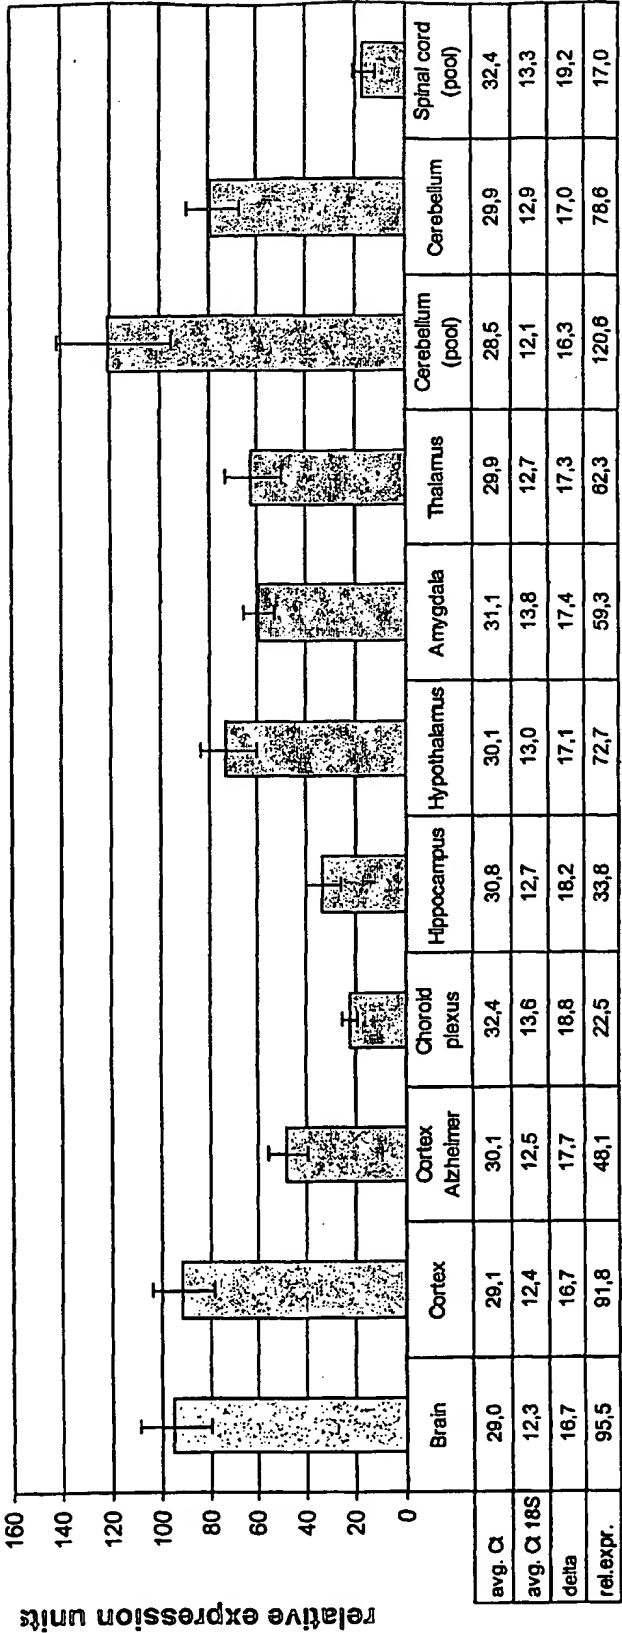 relative expression units
160
140
120
100
80
60
40
20
0
Brain Cortex Cortex Alzheimer Choroid plexus Hippocampus Hypothalamus Amygdala Thalamus Cerebellum (pool) Cerebellum Spinal cord (pool)
avg. Ct 29,0 29,1 30,1 32,4 30,8 30,1 31,1 29,9 28,5 29,9 32,4
avg. Ct 18S 12,3 12,4 12,5 13,6 12,7 13,0 13,8 12,7 12,1 12,9 13,3
delta 16,7 16,7 17,7 18,8 18,2 17,1 17,4 17,3 16,3 17,0 19,2
rel.expr. 95,5 91,8 48,1 22,5 33,8 72,7 59,3 62,3 120,6 78,6 17,0